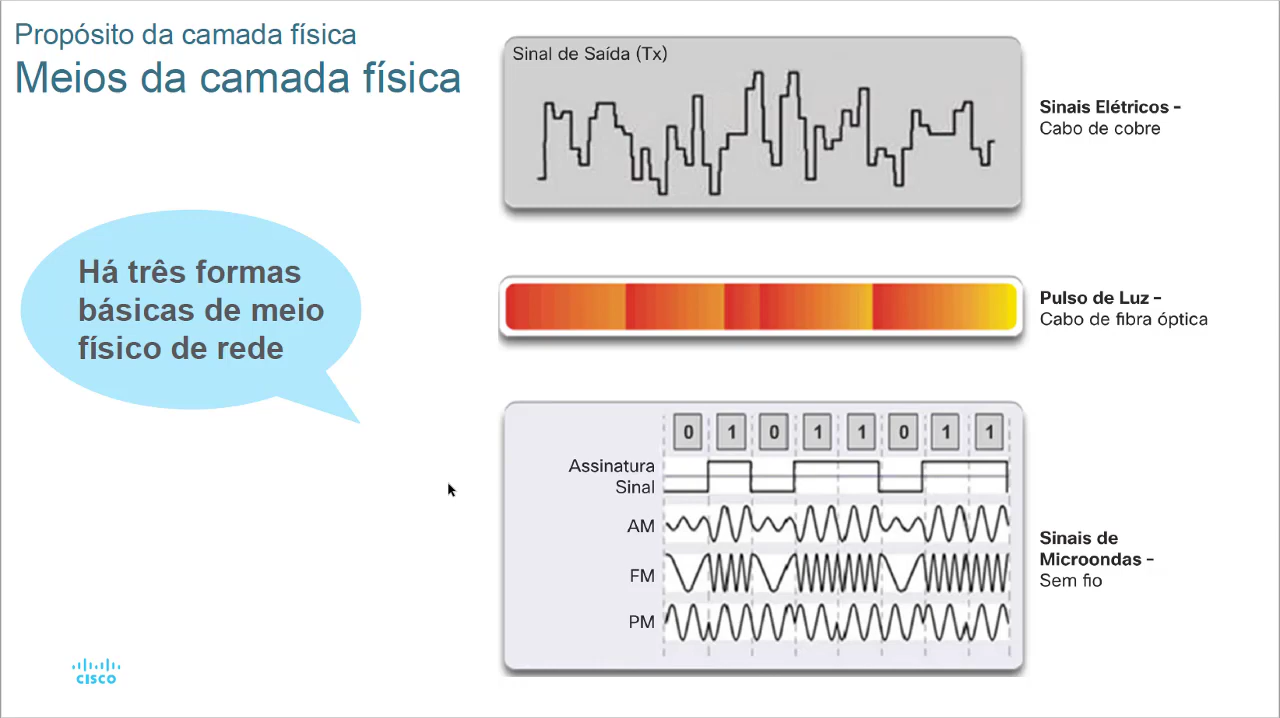 Propósito da camada física
Meios da camada física
Há três formas
básicas de meio
físico de rede
Sinal de Saída (Tx)
Sinais Elétricos –
Cabo de cobre
Pulso de Luz –
Cabo de fibra óptica
0 1 0 1 1 0 1 1
Assinatura
Sinal
AM
FM
PM
Sinais de
Microondas –
Sem fio
CISCO